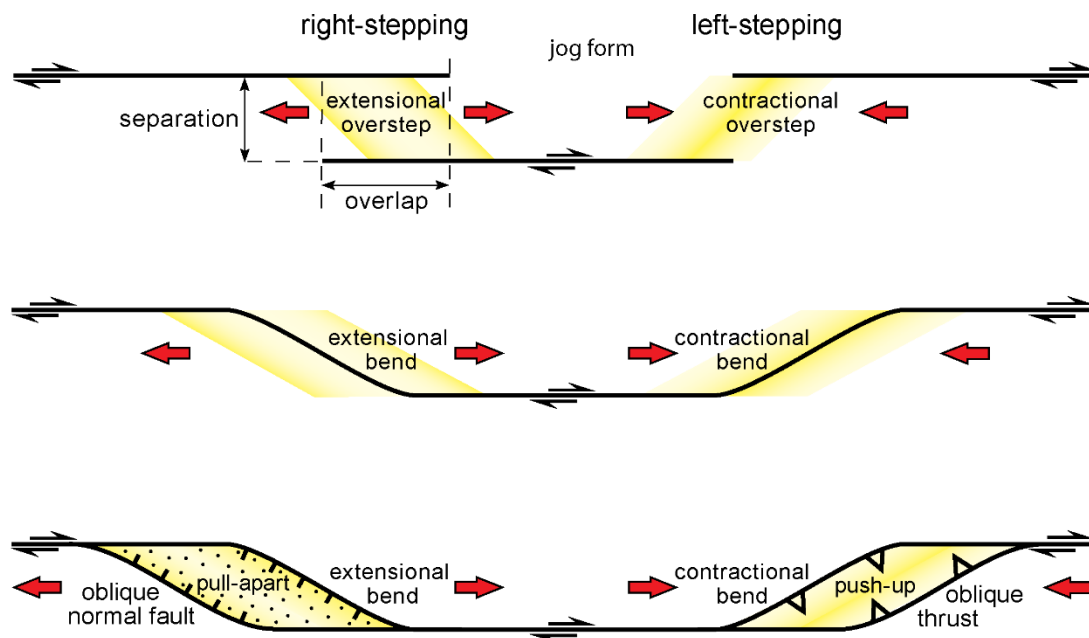 right-stepping
left-stepping
jog form
separation
extensional
overstep
contractional
overstep
overlap
extensional
bend
contractional
bend
oblique
normal fault
pull-apart
extensional
bend
contractional
bend
push-up
oblique
thrust